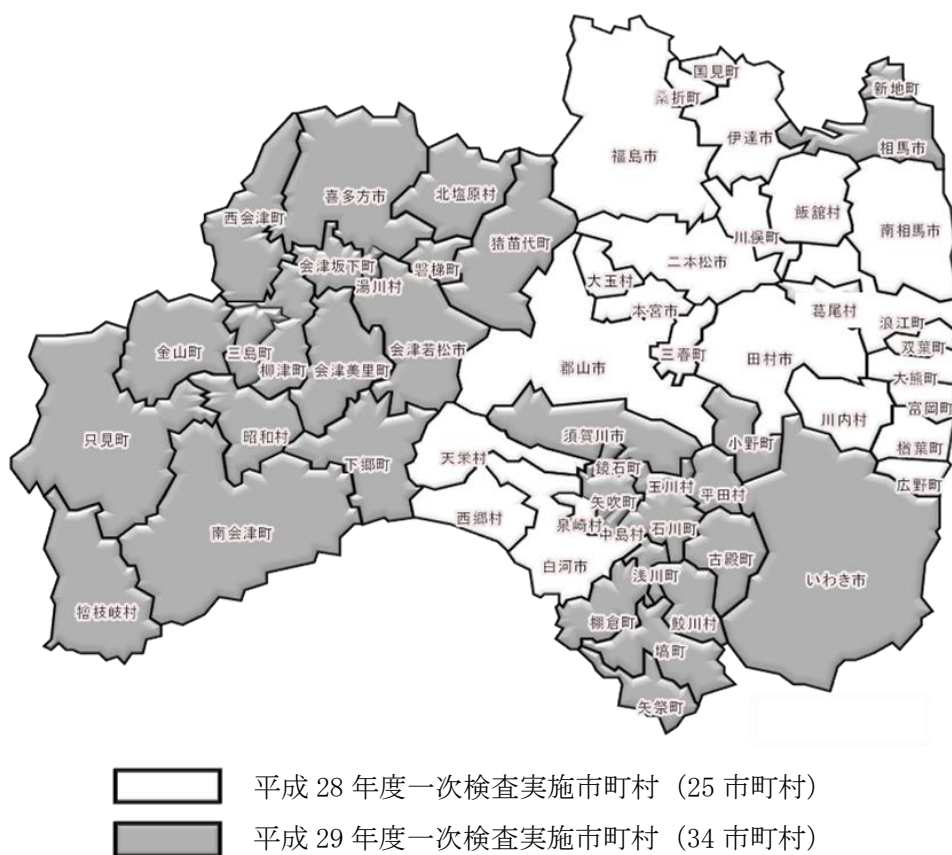 国見町
桑折町
新地町
伊達市
相馬市
福島市
喜多方市
北塩原村
飯舘村
西会津町
川俣町
南相馬市
猪苗代町
二本松市
会津坂下町
磐梯町
大玉村
湯川村
本宮市
葛尾村
浪江町
双葉町
金山町
三島町
会津若松市
三春町
田村市
柳津町
会津美里町
郡山市
大熊町
富岡町
川内村
只見町
昭和村
須賀川市
小野町
楢葉町
天栄村
下郷町
鏡石町
玉川村
平田村
広野町
矢吹町
西郷村
泉崎村
中島村
石川町
南会津町
古殿町
白河市
浅川町
いわき市
檜枝岐村
棚倉町
鮫川村
塙町
矢祭町
平成 28 年度一次検査実施市町村（25 市町村）
平成 29 年度一次検査実施市町村（34 市町村）